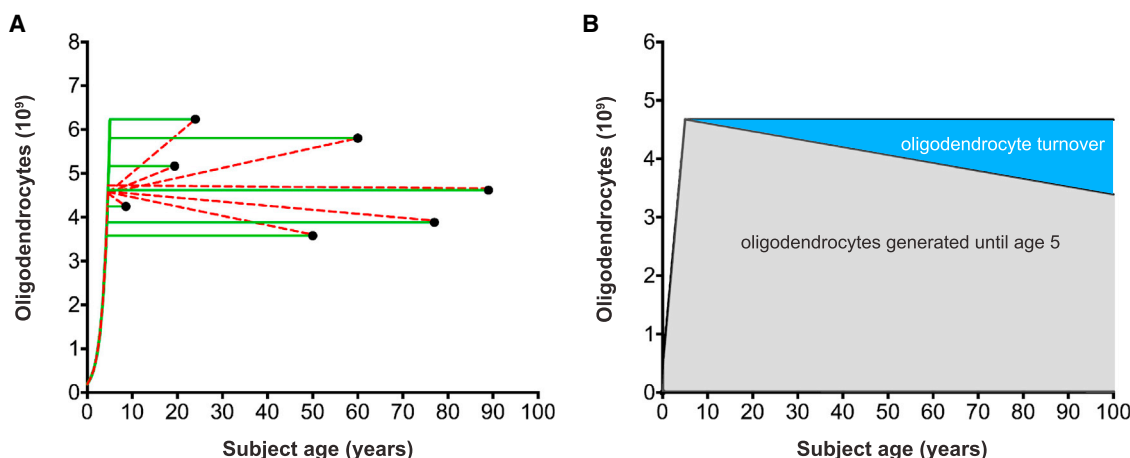 A
Oligodendrocytes (10⁹)
8
7
6
5
4
3
2
1
0
0 10 20 30 40 50 60 70 80 90 100
Subject age (years)
B
Oligodendrocytes (10⁹)
6
5
4
3
2
1
0
oligodendrocyte turnover
oligodendrocytes generated until age 5
0 10 20 30 40 50 60 70 80 90 100
Subject age (years)